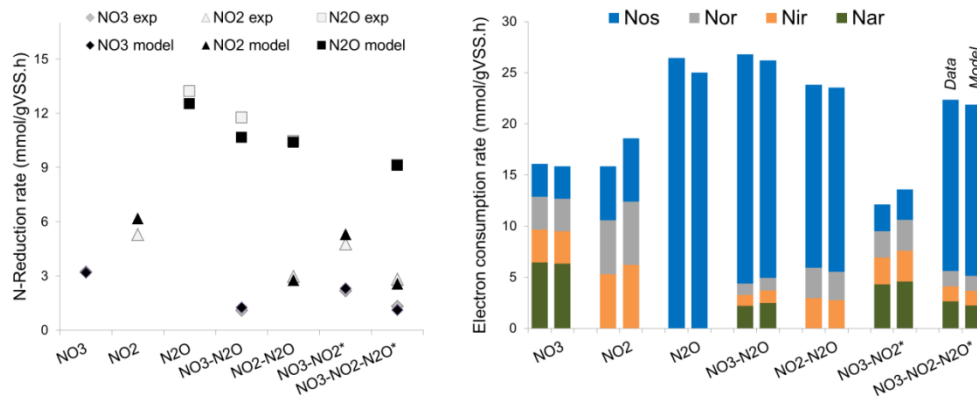 NO3 exp NO2 exp N2O exp
NO3 model NO2 model N2O model
N-Reduction rate (mmol/gVSS.h)
15
12
9
6
3
0
NO3 NO2 N2O NO3-N2O NO2-N2O NO3-NO2* NO3-NO2-N2O*
Nos Nor Nir Nar
Electron consumption rate (mmol/gVSS.h)
30
25
20
15
10
5
0
Data
Model
NO3 NO2 N2O NO3-N2O NO2-N2O NO3-NO2* NO3-NO2-N2O*